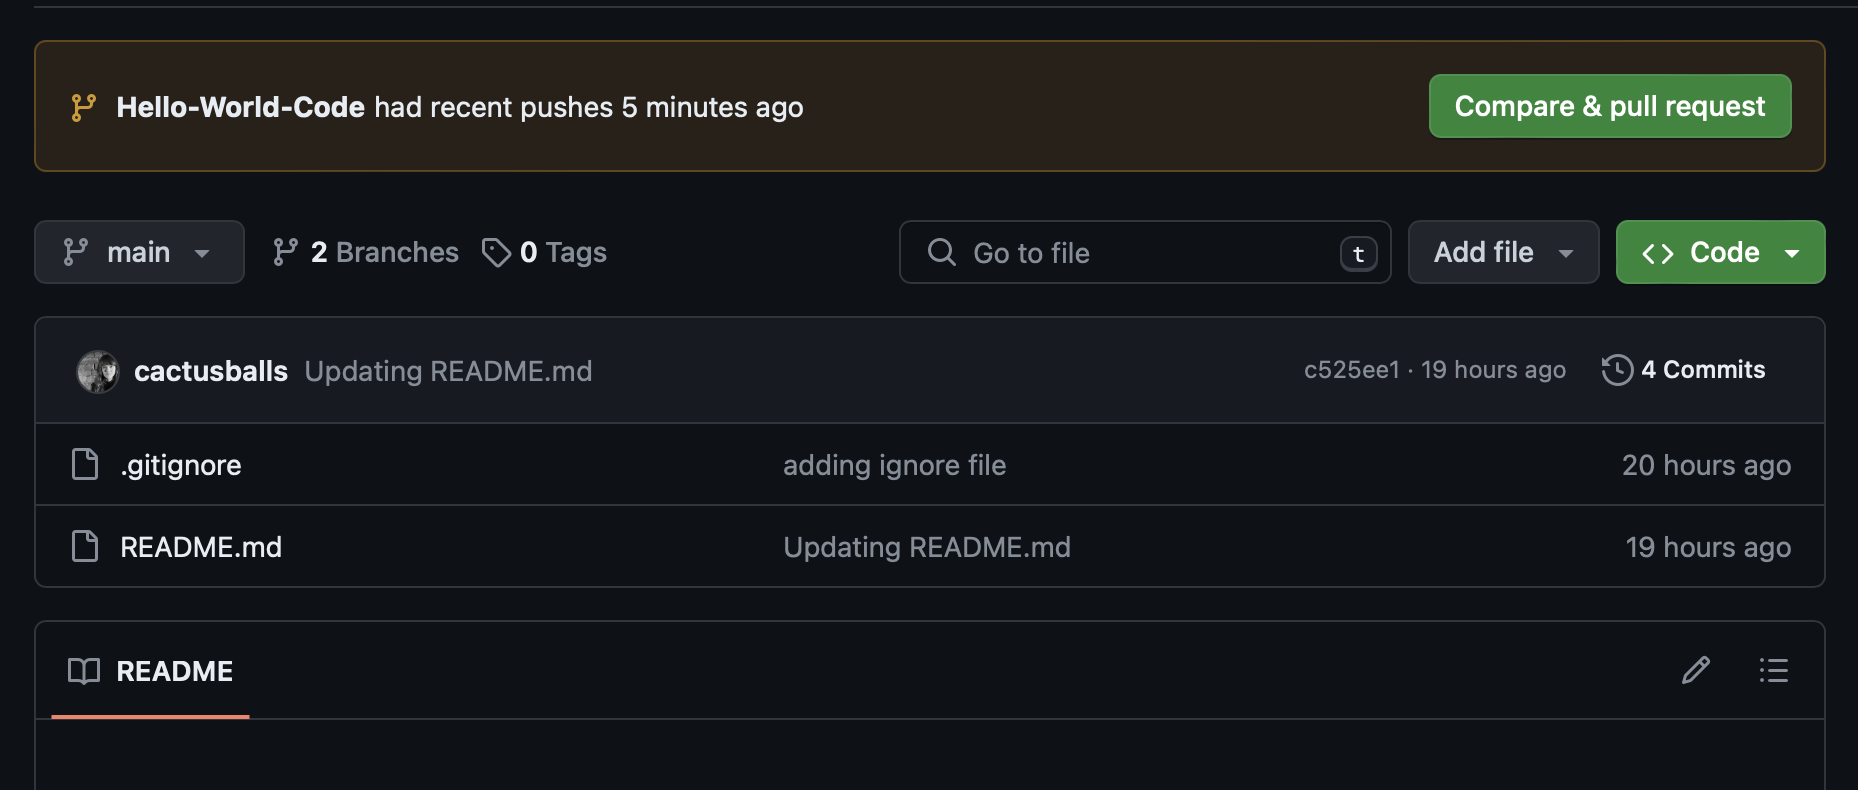 Hello-World-Code had recent pushes 5 minutes ago
Compare & pull request
main
2 Branches
0 Tags
Go to file
t
Add file
Code
cactusballs Updating README.md
c525ee1 · 19 hours ago
4 Commits
.gitignore
adding ignore file
20 hours ago
README.md
Updating README.md
19 hours ago
README